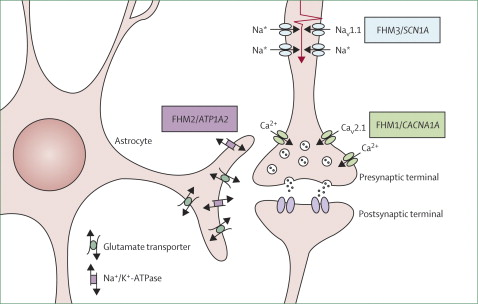 Na⁺
Naᵥ1.1
FHM3/SCN1A
Na⁺
Na⁺
FHM2/ATP1A2
Ca²⁺
Caᵥ2.1
FHM1/CACNA1A
Astrocyte
Ca²⁺
Presynaptic terminal
Postsynaptic terminal
Glutamate transporter
Na⁺/K⁺-ATPase